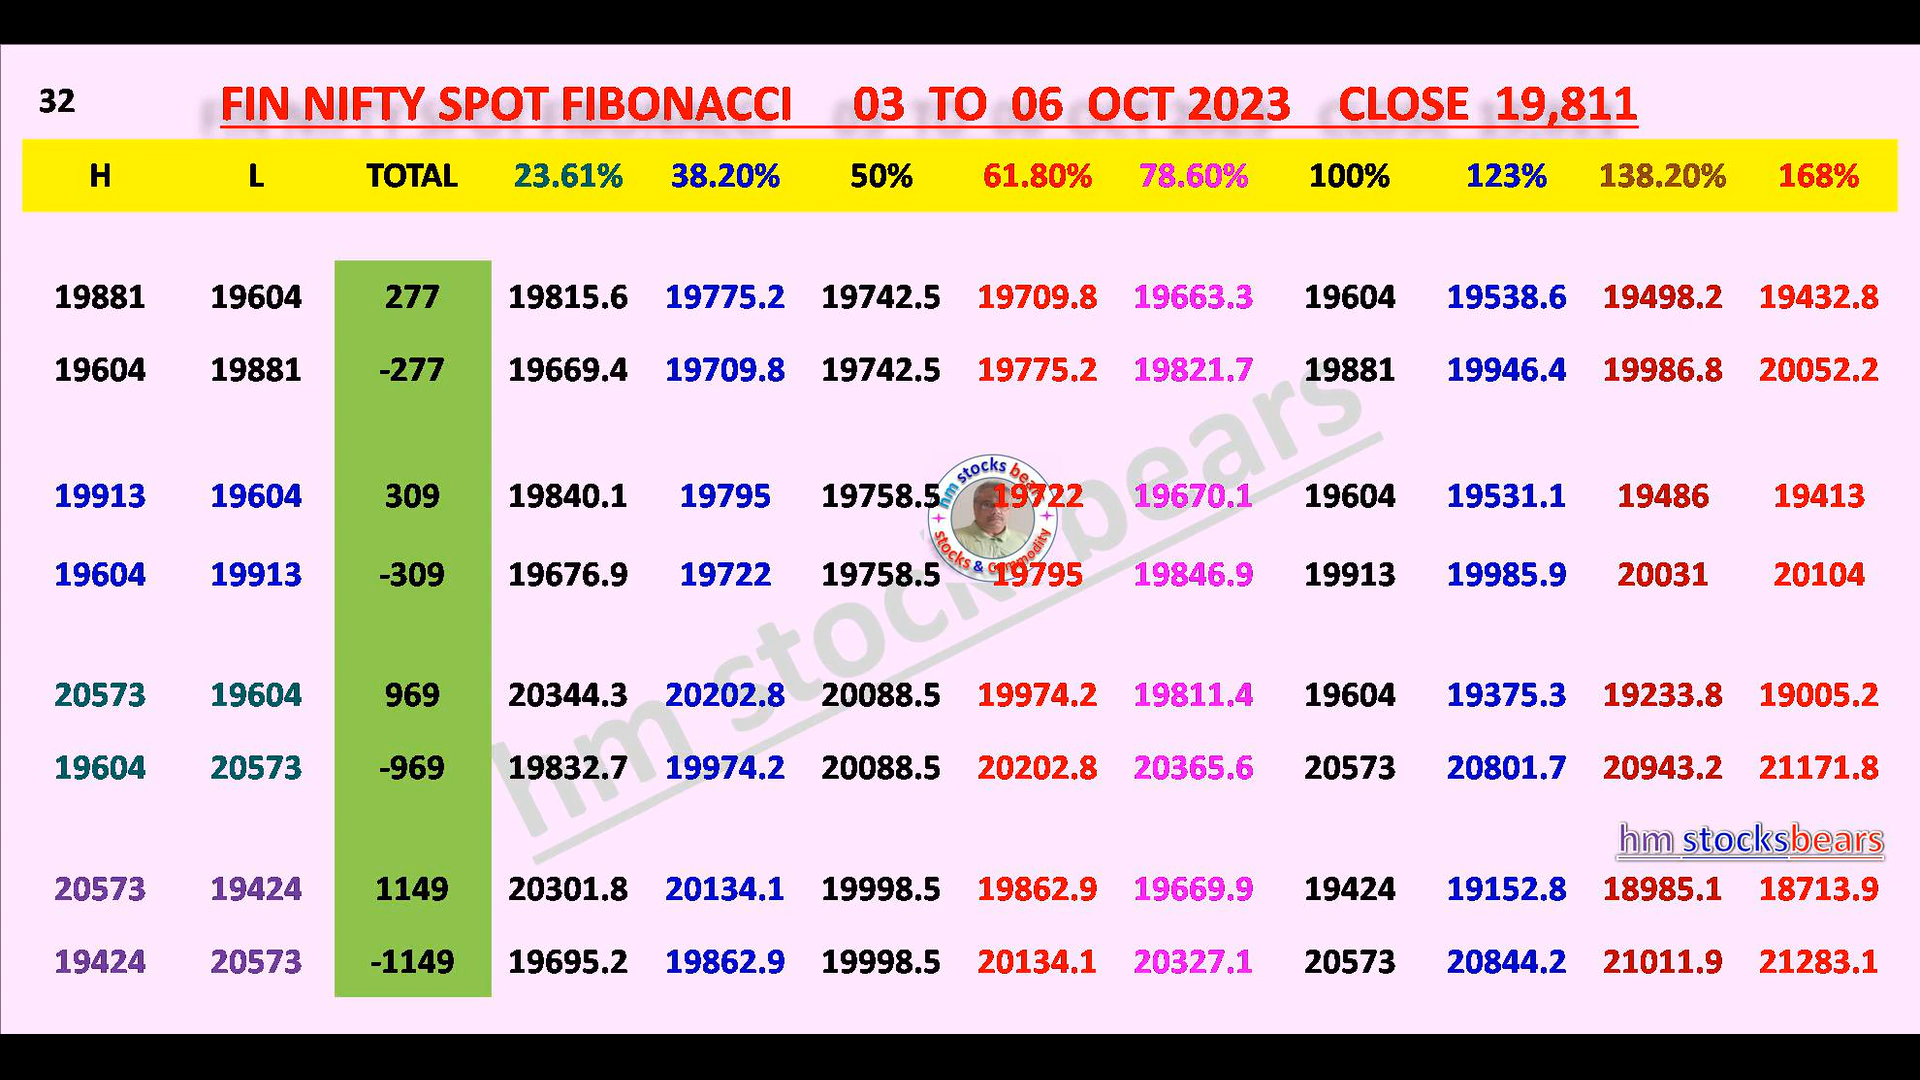 32 FIN NIFTY SPOT FIBONACCI 03 TO 06 OCT 2023 CLOSE 19,811
H L TOTAL 23.61% 38.20% 50% 61.80% 78.60% 100% 123% 138.20% 168%
19881 19604 277 19815.6 19775.2 19742.5 19709.8 19663.3 19604 19538.6 19498.2 19432.8
19604 19881 -277 19669.4 19709.8 19742.5 19775.2 19821.7 19881 19946.4 19986.8 20052.2
hm stocks bears
19913 19604 309 19840.1 19795 19758.5 19722 19670.1 19604 19531.1 19486 19413
stocks & Commodity
19604 19913 -309 19676.9 19722 19758.5 19795 19846.9 19913 19985.9 20031 20104
hm stocks bears
20573 19604 969 20344.3 20202.8 20088.5 19974.2 19811.4 19604 19375.3 19233.8 19005.2
19604 20573 -969 19832.7 19974.2 20088.5 20202.8 20365.6 20573 20801.7 20943.2 21171.8
hm stocksbears
20573 19424 1149 20301.8 20134.1 19998.5 19862.9 19669.9 19424 19152.8 18985.1 18713.9
19424 20573 -1149 19695.2 19862.9 19998.5 20134.1 20327.1 20573 20844.2 21011.9 21283.1